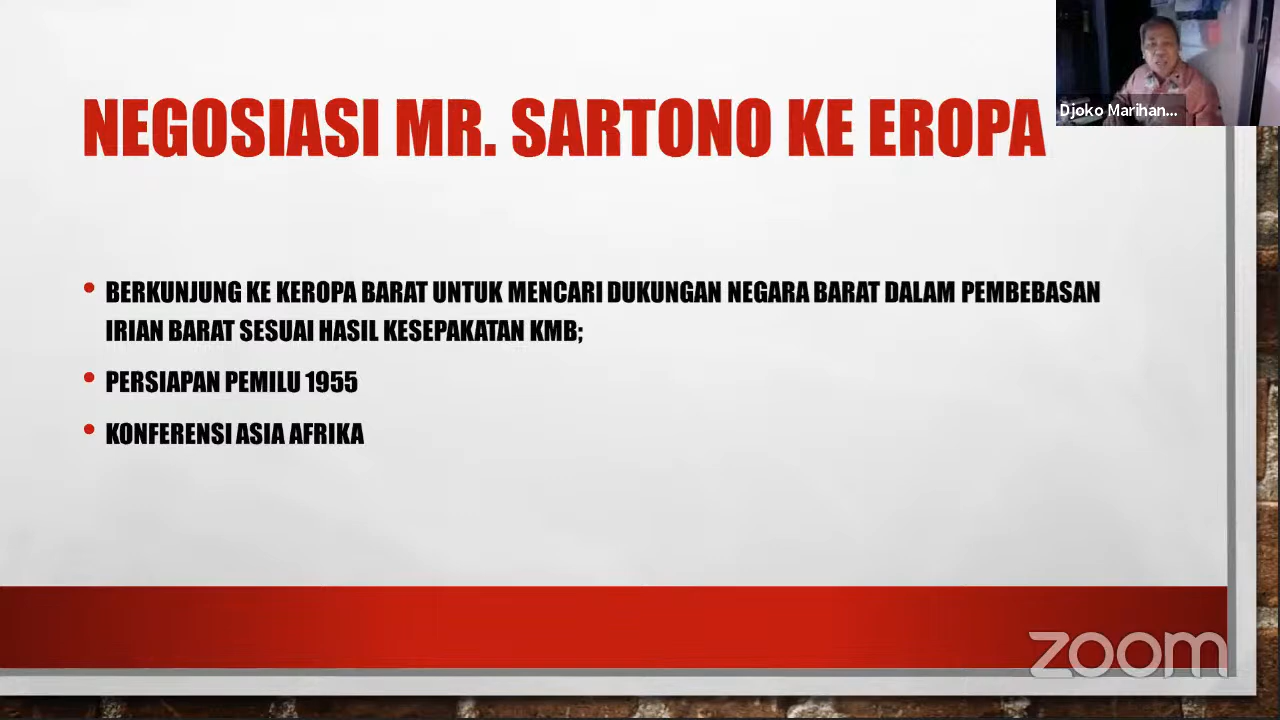 NEGOSIASI MR. SARTONO KE EROPA
Djoko Marihan...
• BERKUNJUNG KE KEROPA BARAT UNTUK MENCARI DUKUNGAN NEGARA BARAT DALAM PEMBEBASAN
IRIAN BARAT SESUAI HASIL KESEPAKATAN KMB;
• PERSIAPAN PEMILU 1955
• KONFERENSI ASIA AFRIKA
zoom